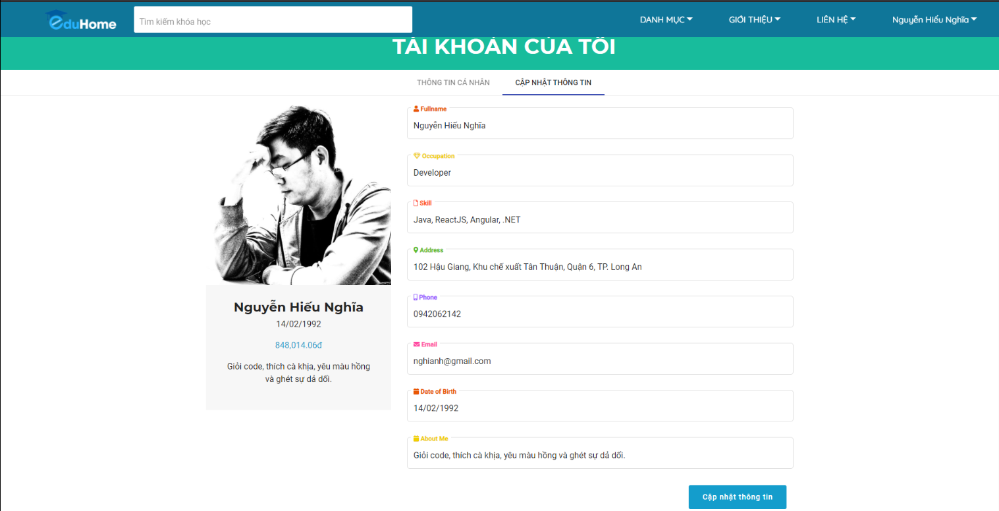 eduHome
Tìm kiếm khóa học
DANH MỤC
GIỚI THIỆU
LIÊN HỆ
Nguyễn Hiếu Nghĩa
TÀI KHOẢN CỦA TÔI
THÔNG TIN CÁ NHÂN
CẬP NHẬT THÔNG TIN
Nguyễn Hiếu Nghĩa
14/02/1992
848,014.06đ
Giỏi code, thích cà khịa, yêu màu hồng
và ghét sự dả dối.
Fullname
Nguyễn Hiếu Nghĩa
Occupation
Developer
Skill
Java, ReactJS, Angular, .NET
Address
102 Hậu Giang, Khu chế xuất Tân Thuận, Quận 6, TP. Long An
Phone
0942062142
Email
nghianh@gmail.com
Date of Birth
14/02/1992
About Me
Giỏi code, thích cà khịa, yêu màu hồng và ghét sự dả dối.
Cập nhật thông tin